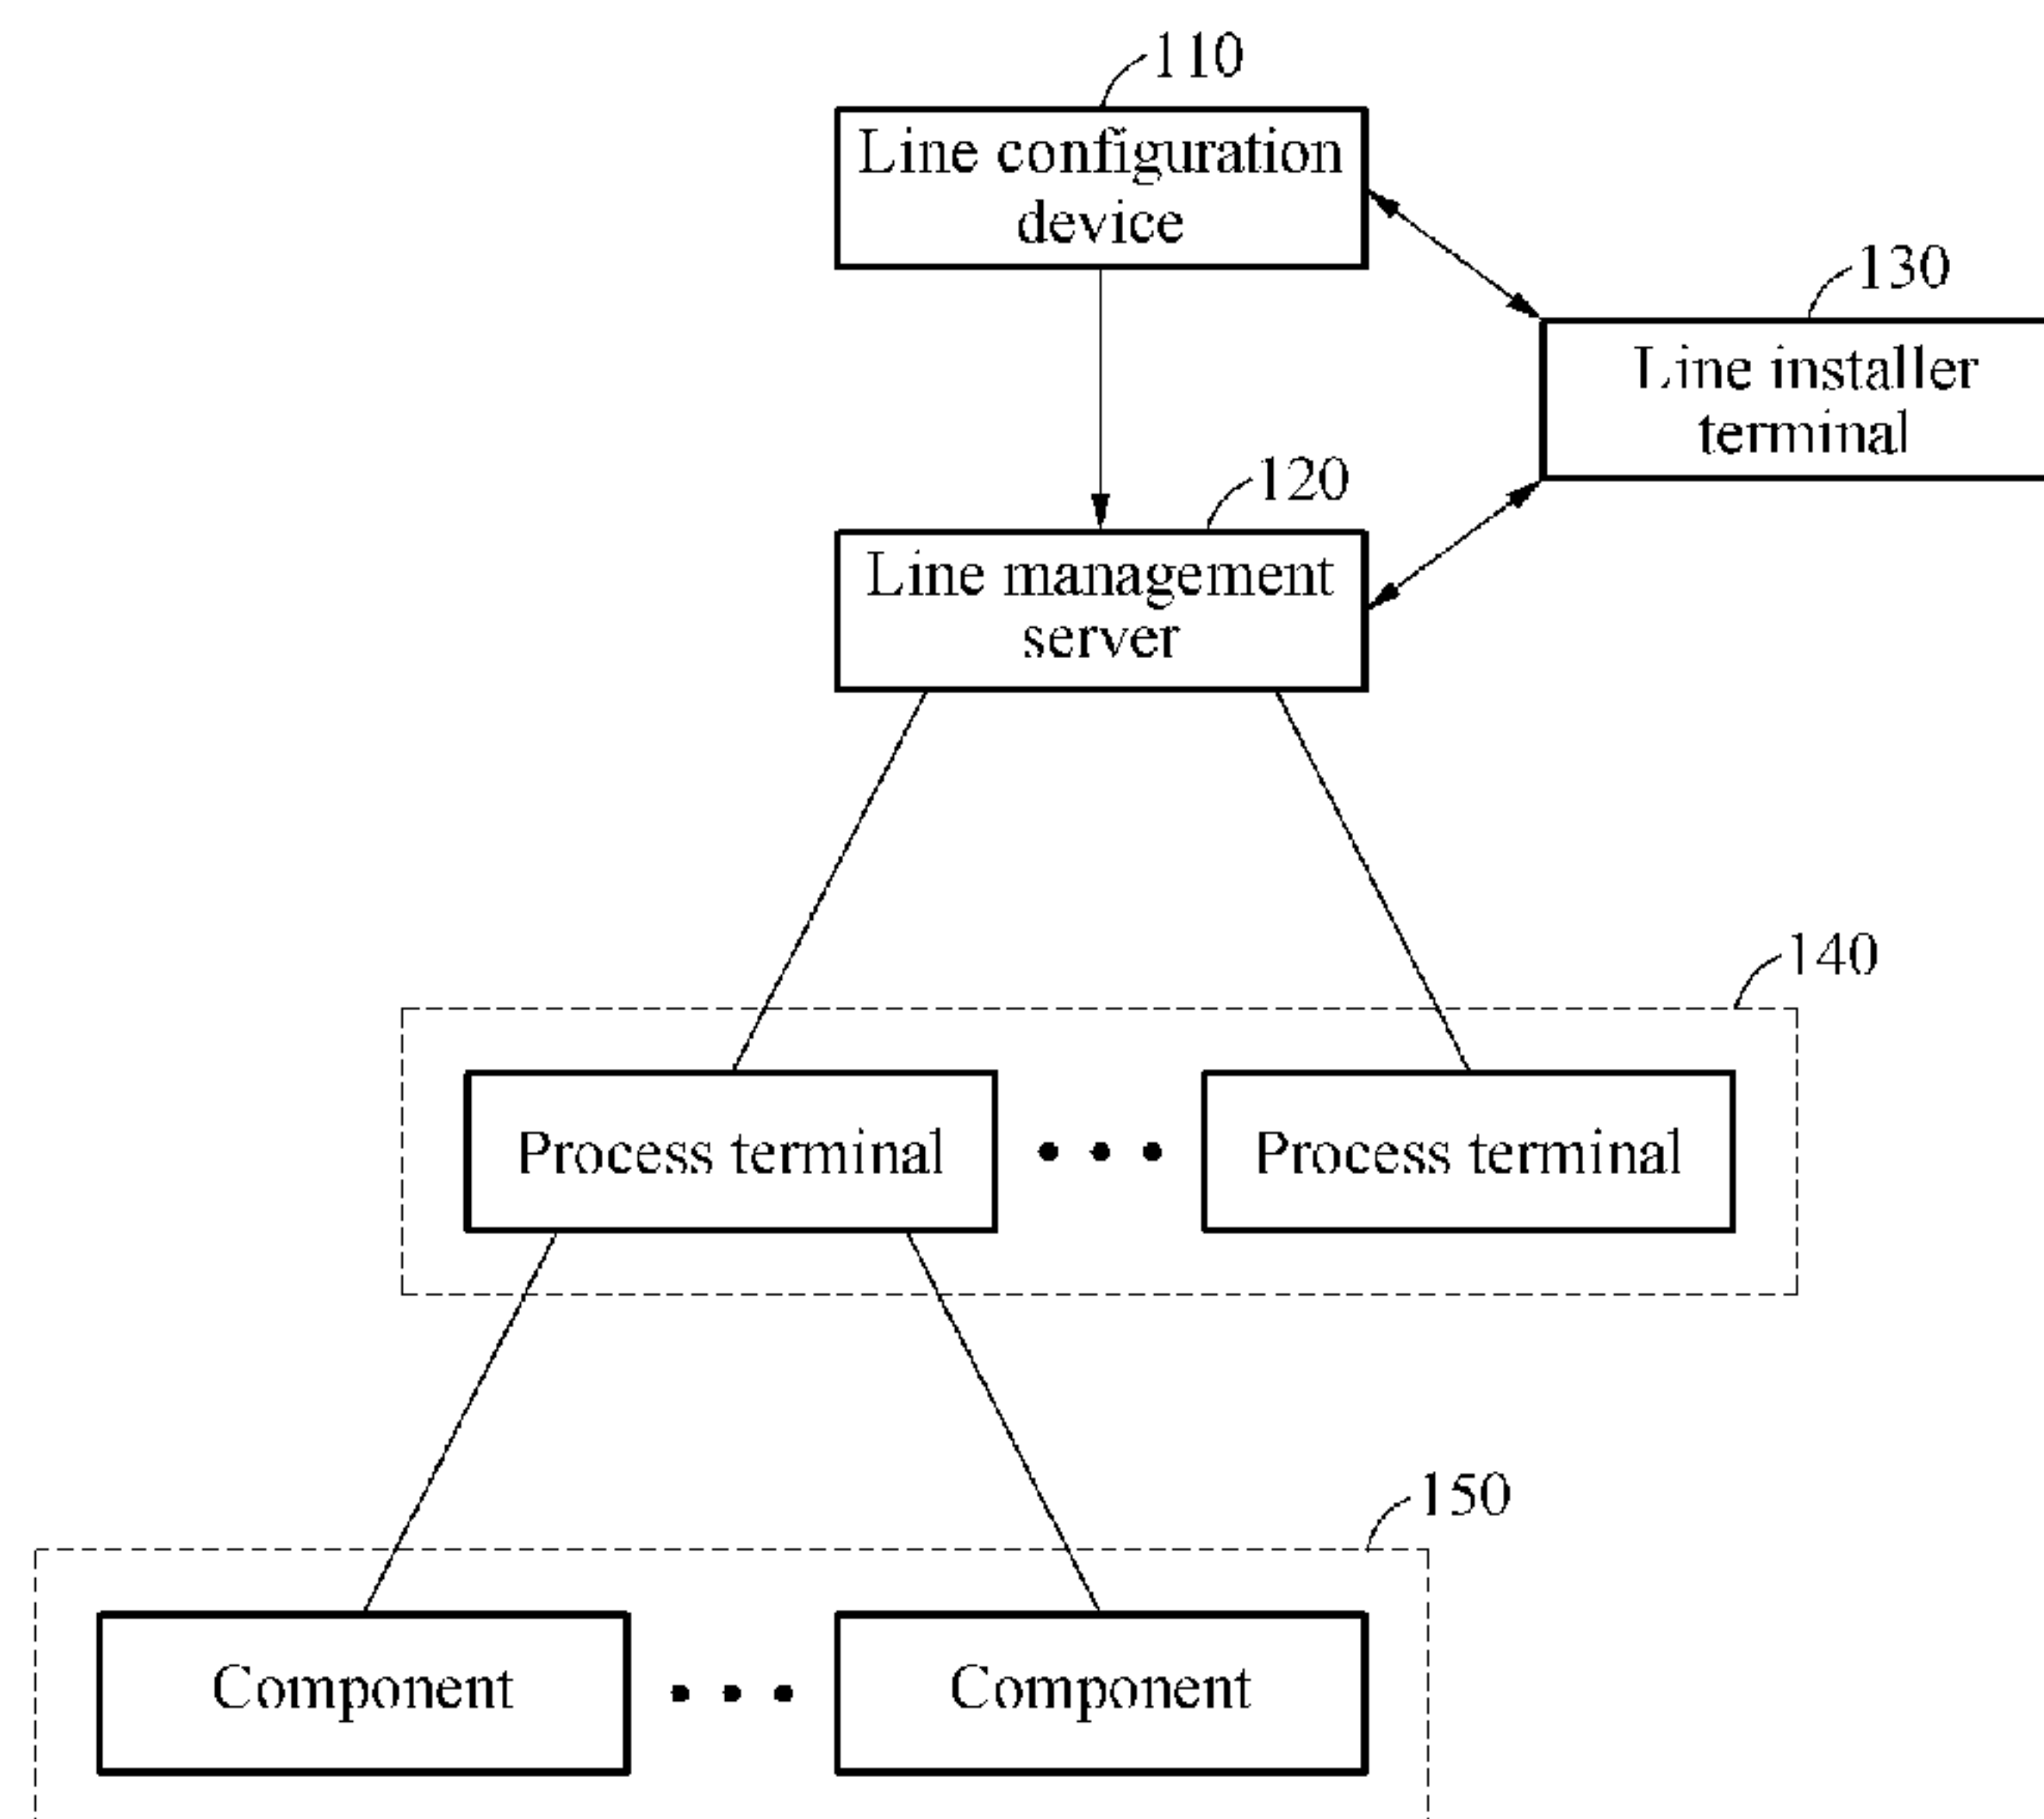 110
Line configuration
device
130
Line installer
terminal
120
Line management
server
140
Process terminal
Process terminal
150
Component
Component